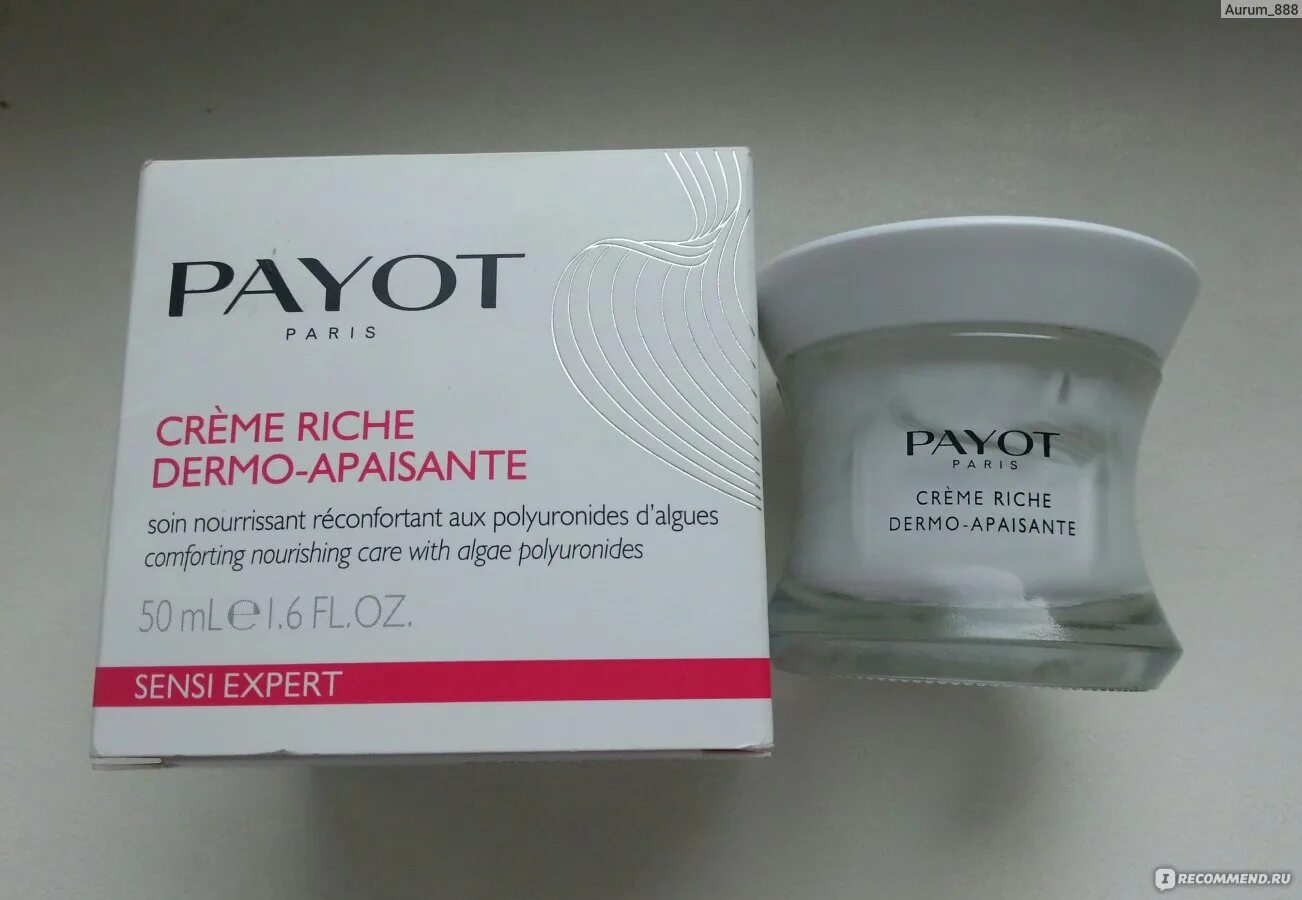 Aurum_888
PAYOT
PARIS
CRÈME RICHE
DERMO-APAISANTE
soin nourrissant réconfortant aux polyuronides d'algues
comforting nourishing care with algae polyuronides
50 mL e 1.6 FL.OZ.
SENSI EXPERT
PAYOT
PARIS
CRÈME RICHE
DERMO-APAISANTE
IRECOMMEND.RU